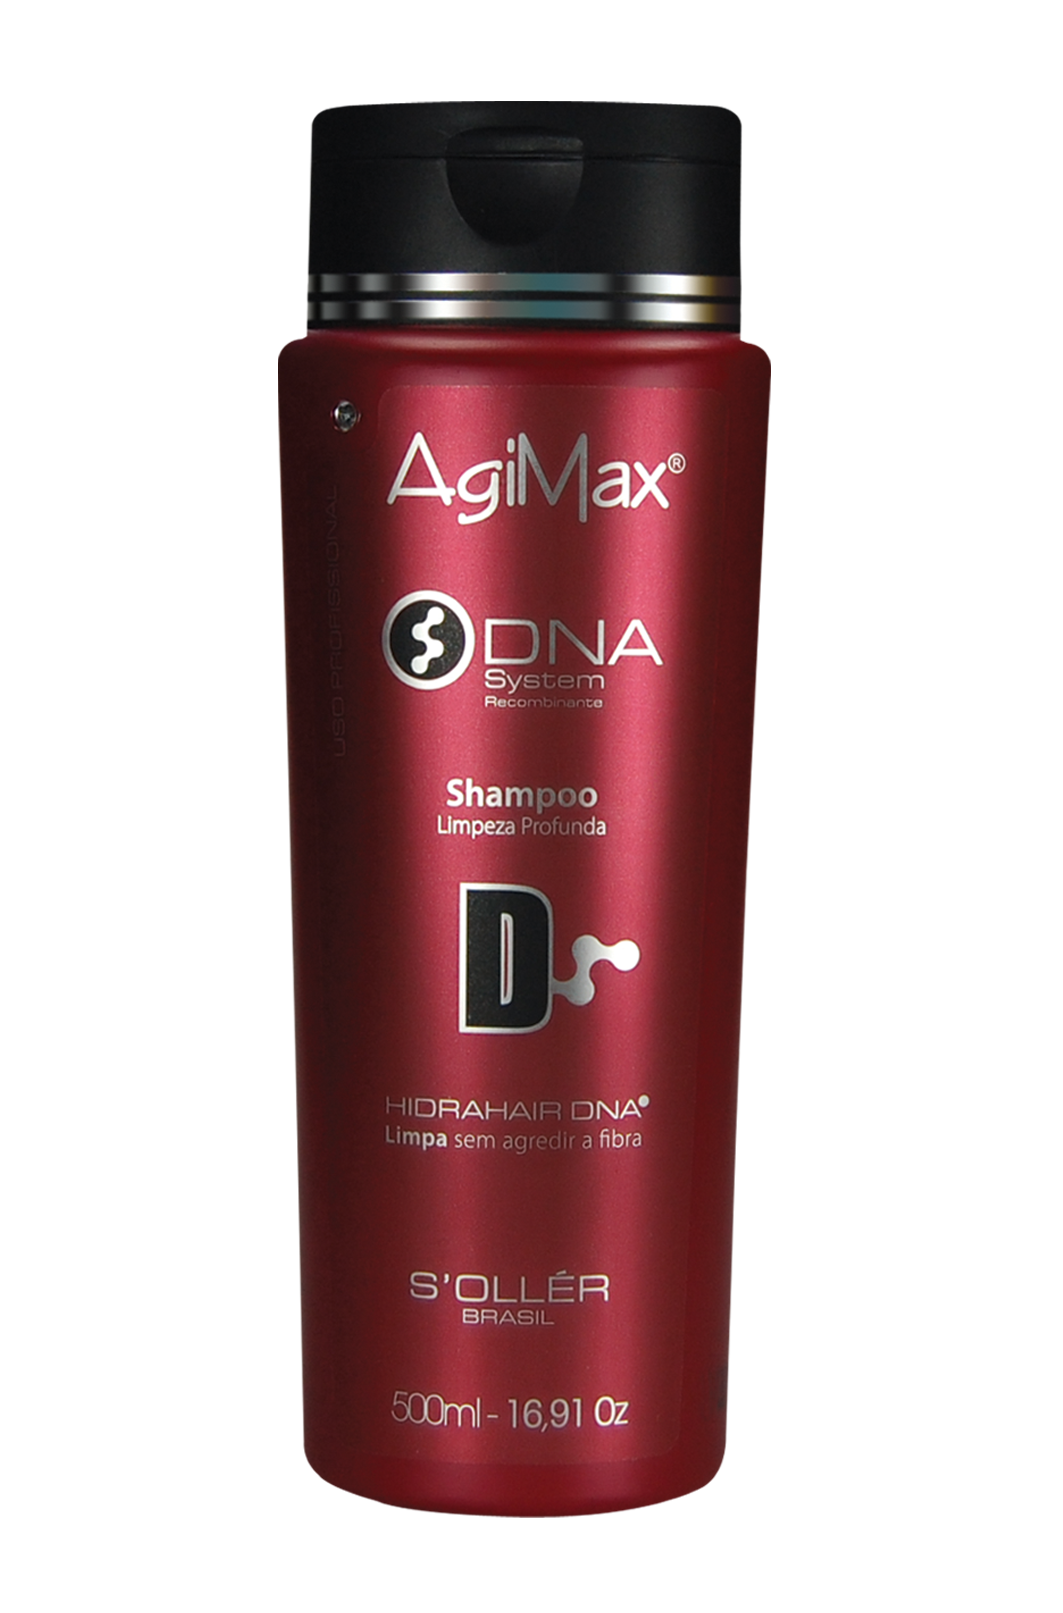 AgiMax®
DNA
System
Recombinante
USO PROFISSIONAL
Shampoo
Limpeza Profunda
D
HIDRAHAIR DNA
Limpa sem agredir a fibra
S'OLLÉR
BRASIL
500ml - 16,91 Oz